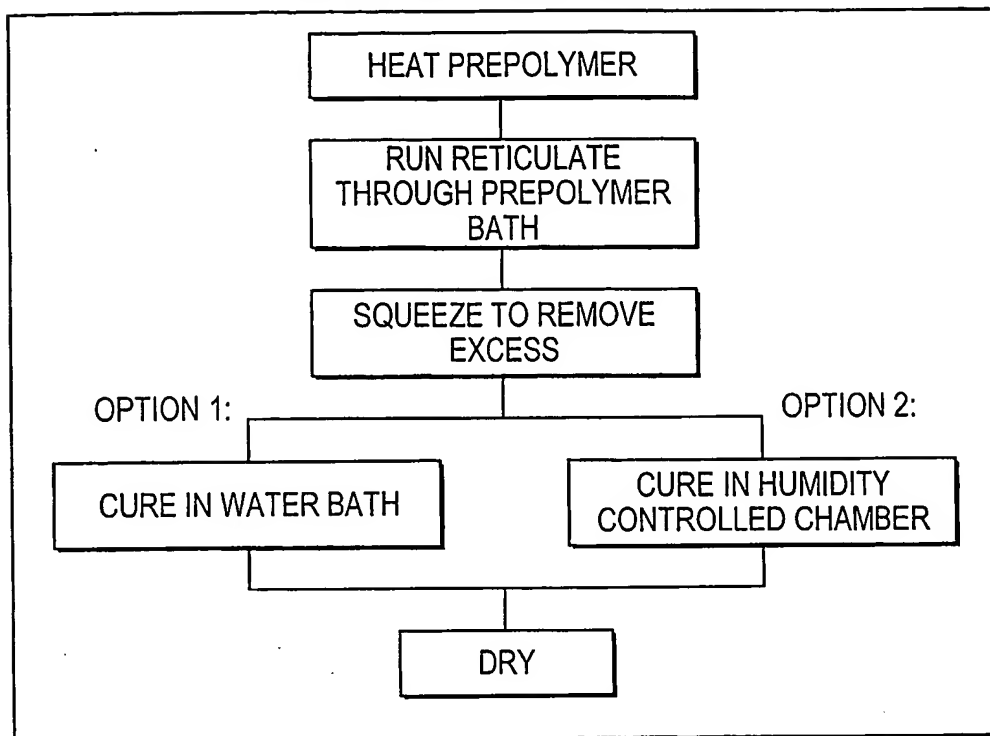 HEAT PREPOLYMER
RUN RETICULATE
THROUGH PREPOLYMER
BATH
SQUEEZE TO REMOVE
EXCESS
OPTION 1:
OPTION 2:
CURE IN WATER BATH
CURE IN HUMIDITY
CONTROLLED CHAMBER
DRY